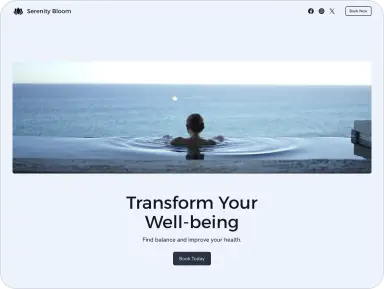 Serenity Bloom
Book Now
Transform Your
Well-being
Find balance and improve your health.
Book Today